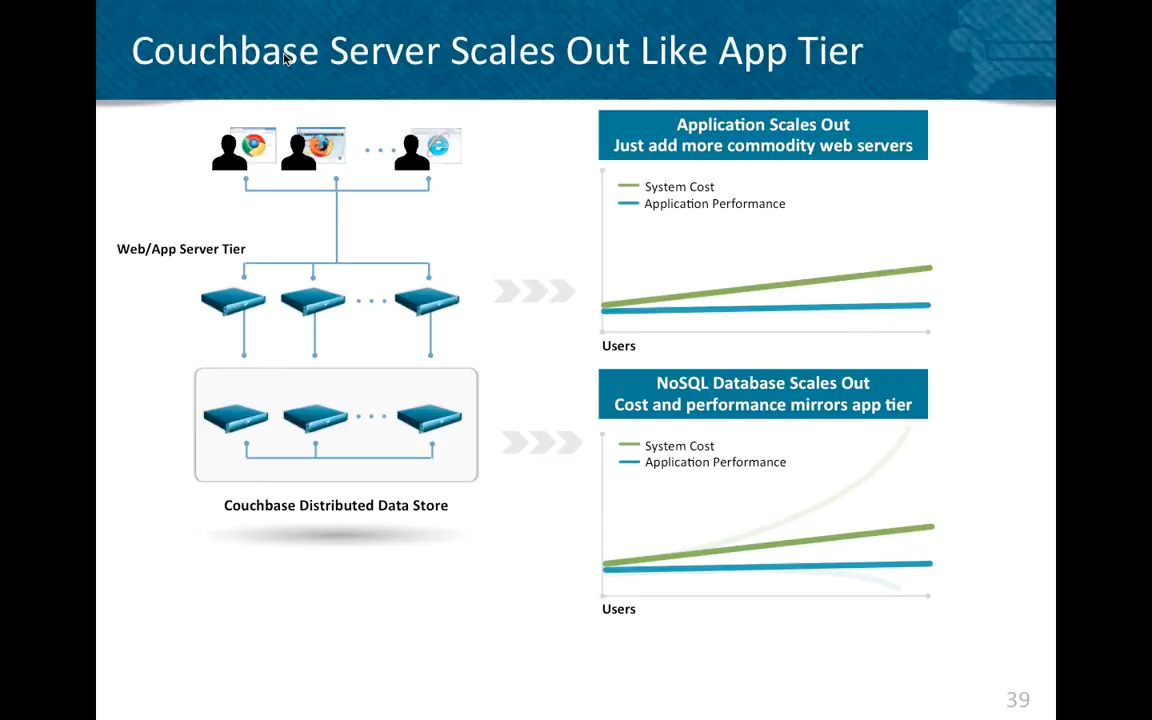 Couchbase Server Scales Out Like App Tier
Web/App Server Tier
Couchbase Distributed Data Store
Application Scales Out
Just add more commodity web servers
System Cost
Application Performance
Users
NoSQL Database Scales Out
Cost and performance mirrors app tier
System Cost
Application Performance
Users
39